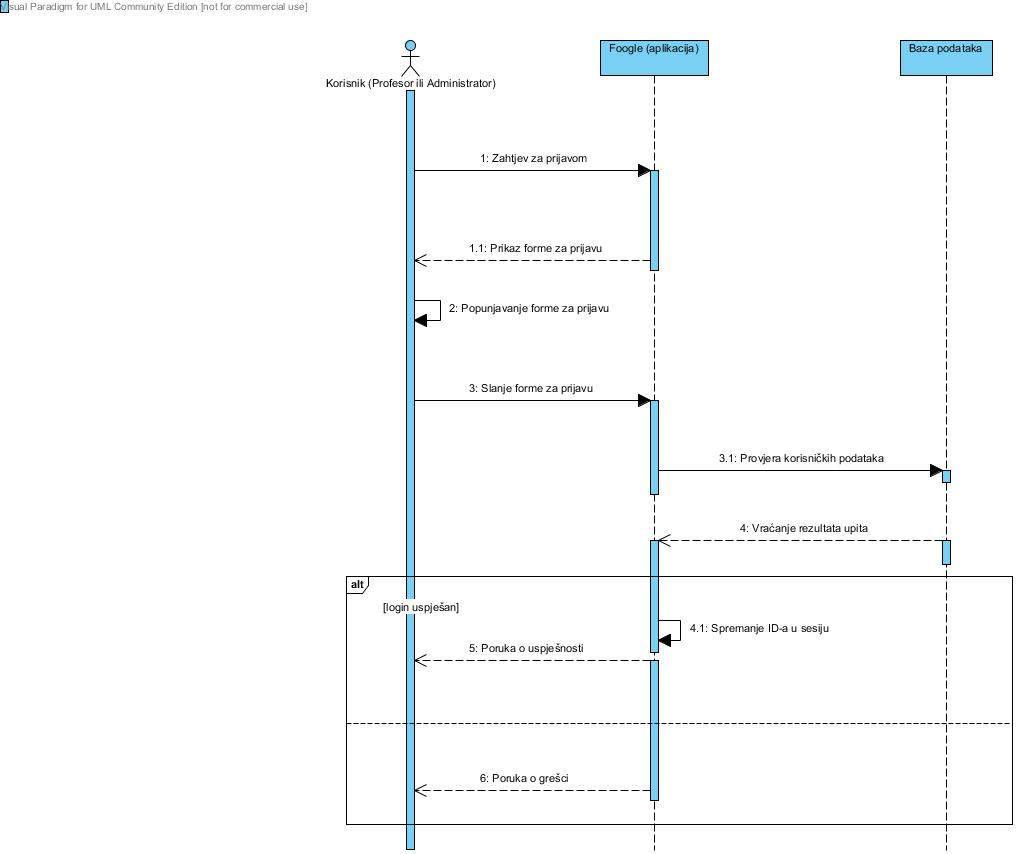 Visual Paradigm for UML Community Edition [not for commercial use]
Foogle (aplikacija)
Baza podataka
Korisnik (Profesor ili Administrator)
1: Zahtjev za prijavom
1.1: Prikaz forme za prijavu
2: Popunjavanje forme za prijavu
3: Slanje forme za prijavu
3.1: Provjera korisničkih podataka
4: Vraćanje rezultata upita
alt
[login uspješan]
4.1: Spremanje ID-a u sesiju
5: Poruka o uspješnosti
6: Poruka o grešci